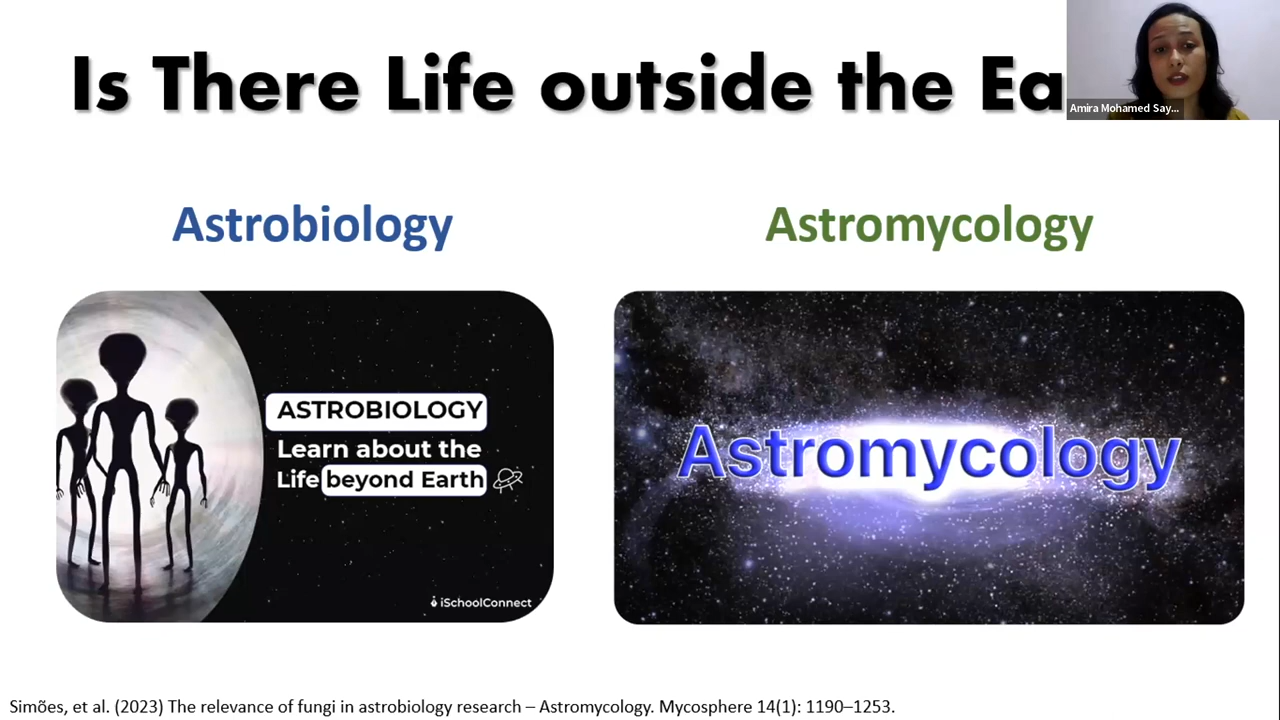 Is There Life outside the Ea
Amira Mohamed Say...
Astrobiology
Astromycology
ASTROBIOLOGY
Learn about the
Life beyond Earth
iSchoolConnect
Astromycology
Simões, et al. (2023) The relevance of fungi in astrobiology research – Astromycology. Mycosphere 14(1): 1190–1253.